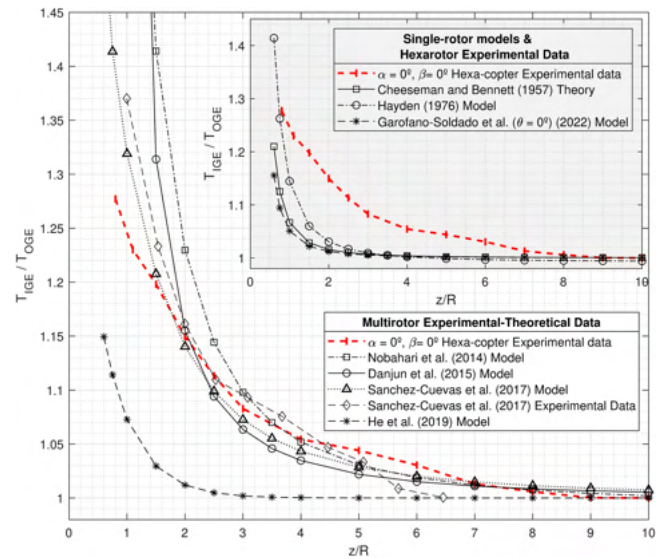 1.45
1.4
1.35
1.3
1.25
1.2
1.15
1.1
1.05
1
T_IGE / T_OGE
0 1 2 3 4 5 6 7 8 9 10
z/R
1.4
1.3
1.2
1.1
1
T_IGE / T_OGE
0 2 4 6 8 10
z/R
Single-rotor models &
Hexarotor Experimental Data
α = 0º, β= 0º Hexa-copter Experimental data
Cheeseman and Bennett (1957) Theory
Hayden (1976) Model
Garofano-Soldado et al. (θ = 0º) (2022) Model
Multirotor Experimental-Theoretical Data
α = 0º, β= 0º Hexa-copter Experimental data
Nobahari et al. (2014) Model
Danjun et al. (2015) Model
Sanchez-Cuevas et al. (2017) Model
Sanchez-Cuevas et al. (2017) Experimental Data
He et al. (2019) Model